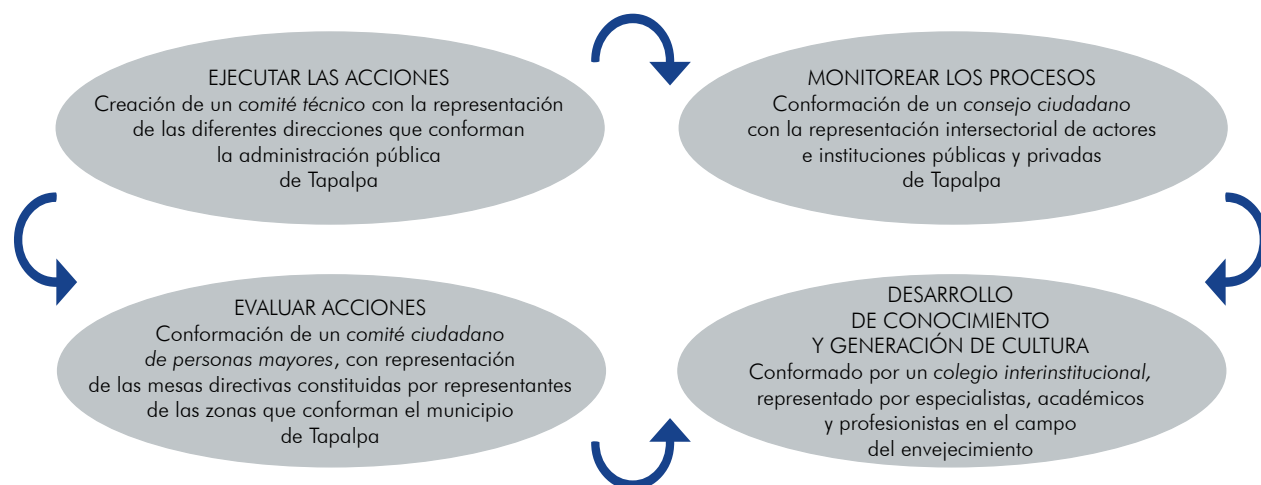 EJECUTAR LAS ACCIONES
Creación de un comité técnico con la representación
de las diferentes direcciones que conforman
la administración pública
de Tapalpa
MONITOREAR LOS PROCESOS
Conformación de un consejo ciudadano
con la representación intersectorial de actores
e instituciones públicas y privadas
de Tapalpa
EVALUAR ACCIONES
Conformación de un comité ciudadano
de personas mayores, con representación
de las mesas directivas constituidas por representantes
de las zonas que conforman el municipio
de Tapalpa
DESARROLLO
DE CONOCIMIENTO
Y GENERACIÓN DE CULTURA
Conformado por un colegio interinstitucional,
representado por especialistas, académicos
y profesionistas en el campo
del envejecimiento